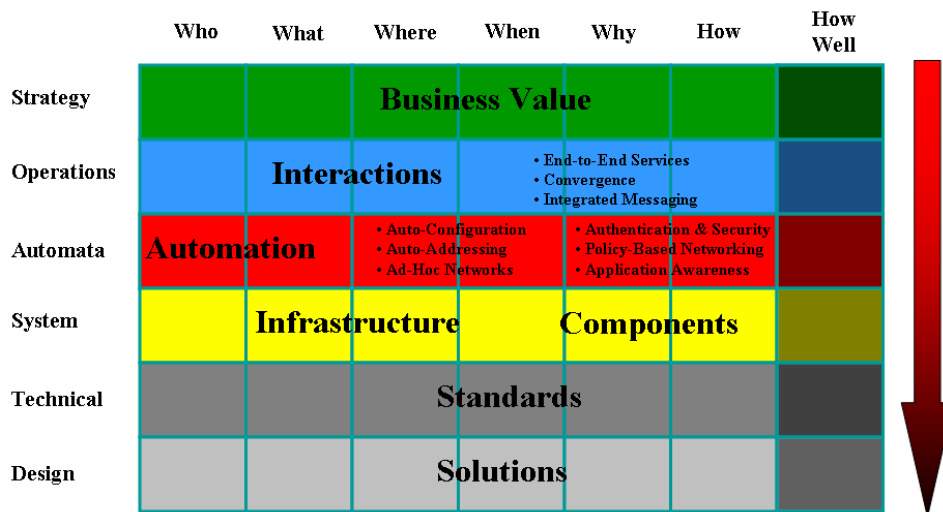 Who What Where When Why How How Well
Strategy Business Value
Operations Interactions
• End-to-End Services
• Convergence
• Integrated Messaging
Automata Automation
• Auto-Configuration
• Auto-Addressing
• Ad-Hoc Networks
• Authentication & Security
• Policy-Based Networking
• Application Awareness
System Infrastructure Components
Technical Standards
Design Solutions